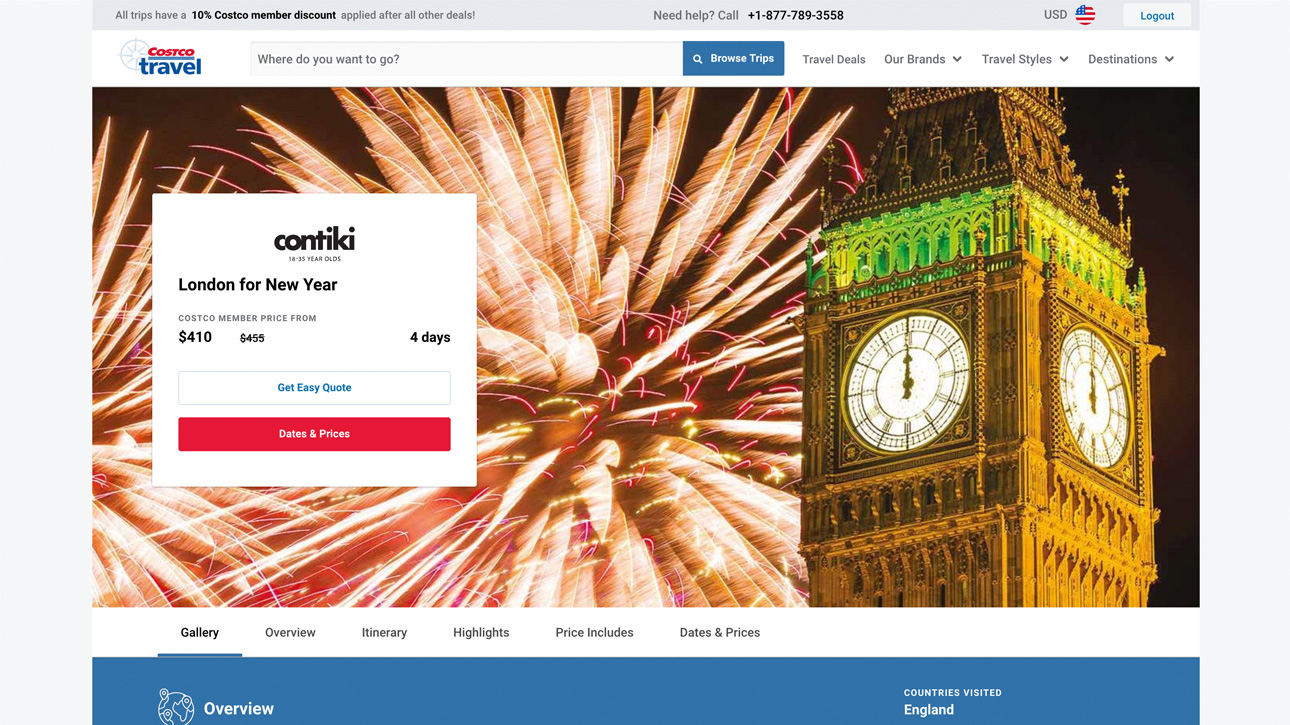 All trips have a 10% Costco member discount applied after all other deals!
Need help? Call +1-877-789-3558
USD
Logout
Costco
travel
Where do you want to go?
Browse Trips
Travel Deals
Our Brands
Travel Styles
Destinations
contiki
18-35 YEAR OLDS
London for New Year
COSTCO MEMBER PRICE FROM
$410 $455 4 days
Get Easy Quote
Dates & Prices
Gallery
Overview
Itinerary
Highlights
Price Includes
Dates & Prices
Overview
COUNTRIES VISITED
England